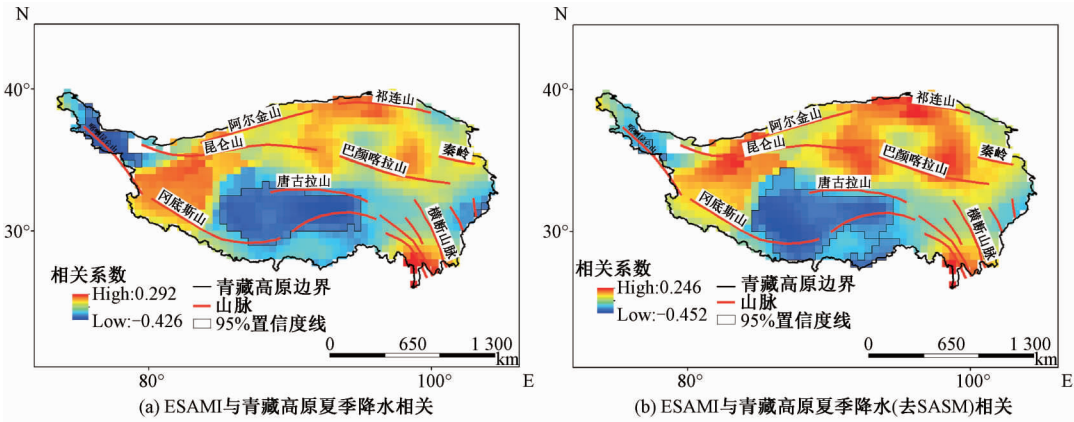 N
40°
30°
祁连山
阿尔金山
昆仑山
巴颜喀拉山
秦岭
唐古拉山
冈底斯山
横断山脉
相关系数
High:0.292
Low:−0.426
青藏高原边界
山脉
95%置信度线
0 650 1 300
km
80° 100° E
(a) ESAMI与青藏高原夏季降水相关
N
40°
30°
祁连山
阿尔金山
昆仑山
巴颜喀拉山
秦岭
唐古拉山
冈底斯山
横断山脉
相关系数
High:0.246
Low:−0.452
青藏高原边界
山脉
95%置信度线
0 650 1 300
km
80° 100° E
(b) ESAMI与青藏高原夏季降水(去SASM)相关